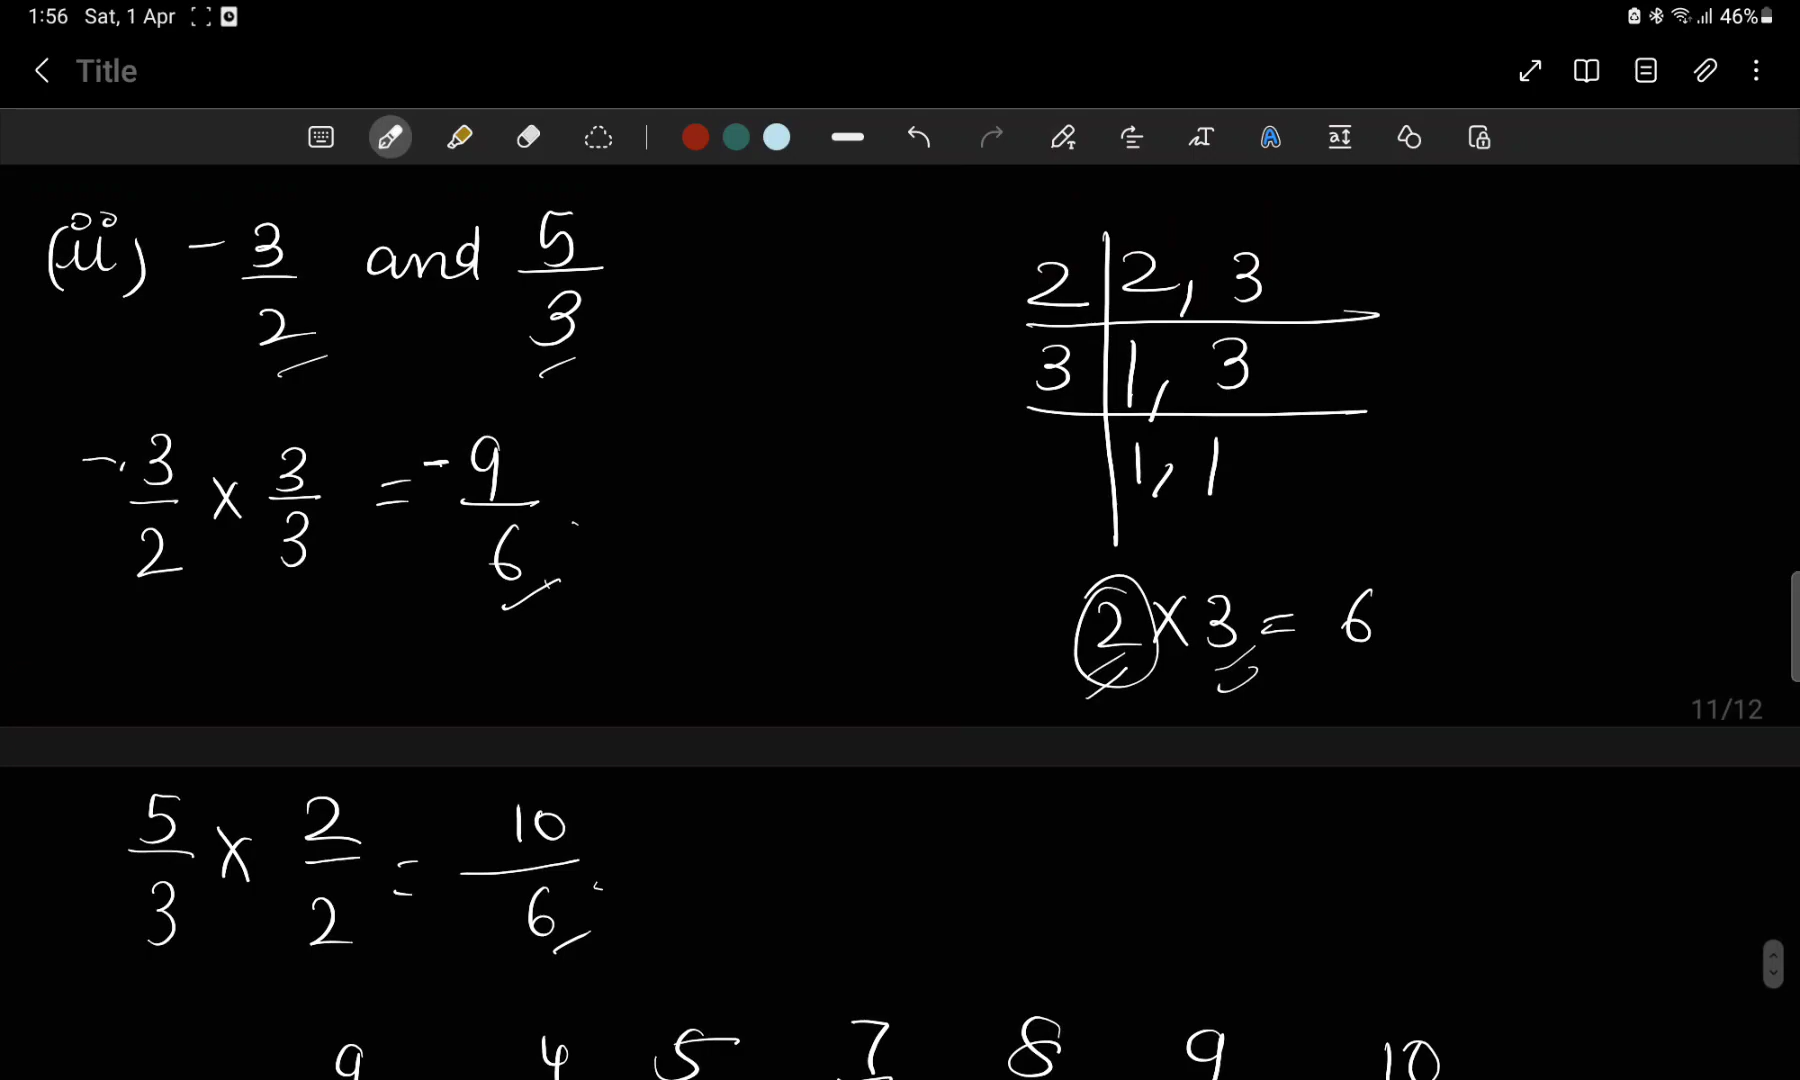 1:56 Sat, 1 Apr 46%
Title
(ii) - 3/2 and 5/3
2 | 2, 3
3 | 1, 3
1, 1
- 3/2 × 3/3 = - 9/6
2 × 3 = 6
11/12
5/3 × 2/2 = 10/6
9 4 5 7 8 9 10